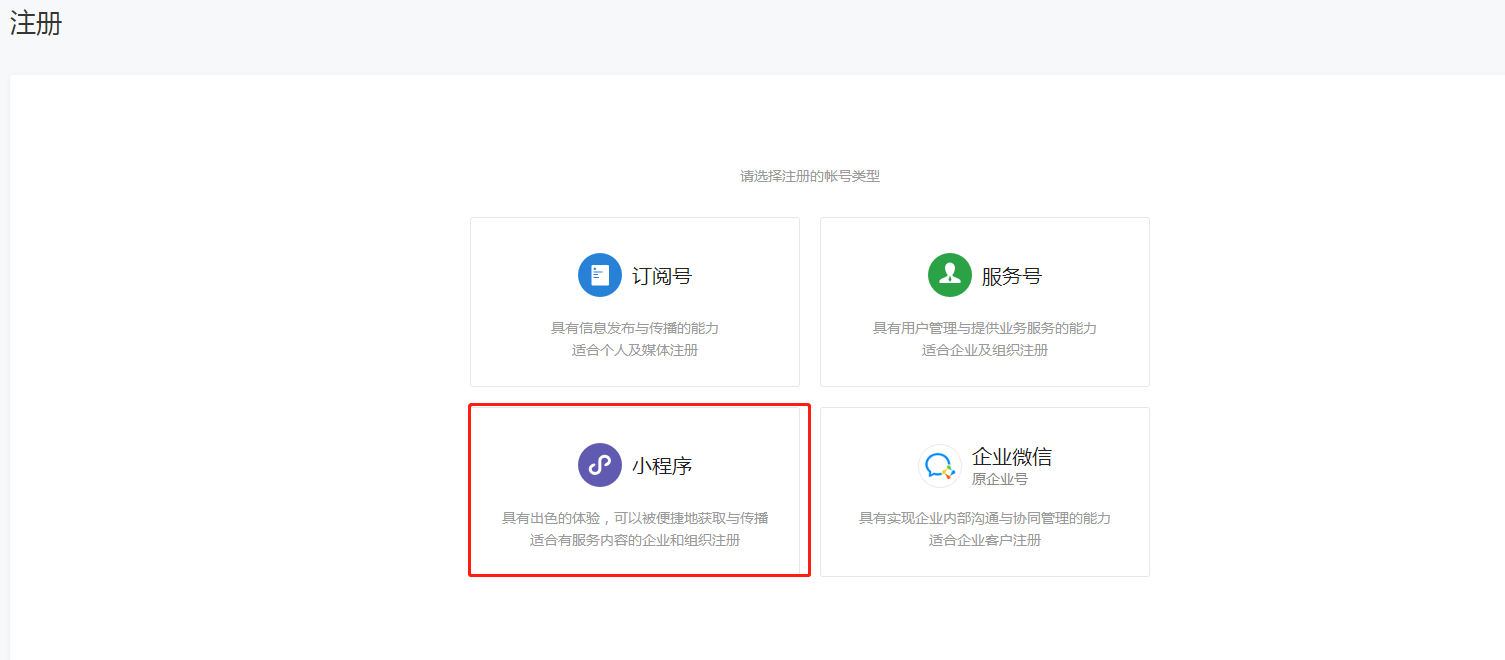 注册
请选择注册的帐号类型
订阅号
具有信息发布与传播的能力
适合个人及媒体注册
服务号
具有用户管理与提供业务服务的能力
适合企业及组织注册
小程序
具有出色的体验，可以被便捷地获取与传播
适合有服务内容的企业和组织注册
企业微信
原企业号
具有实现企业内部沟通与协同管理的能力
适合企业客户注册